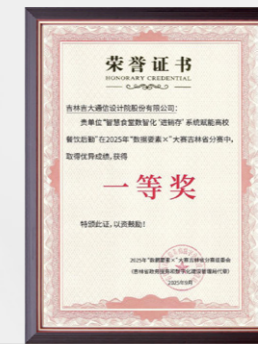 荣誉证书
HONORARY CREDENTIAL
吉林吉大通信设计院股份有限公司：
贵单位“智慧食堂数智化‘进销存’系统赋能高校
餐饮后勤”在2025年“数据要素×”大赛吉林省分赛中，
取得优异成绩，获得
一等奖
特颁此证，以资鼓励！
2025年“数据要素×”大赛吉林分赛组委会
2025年9月